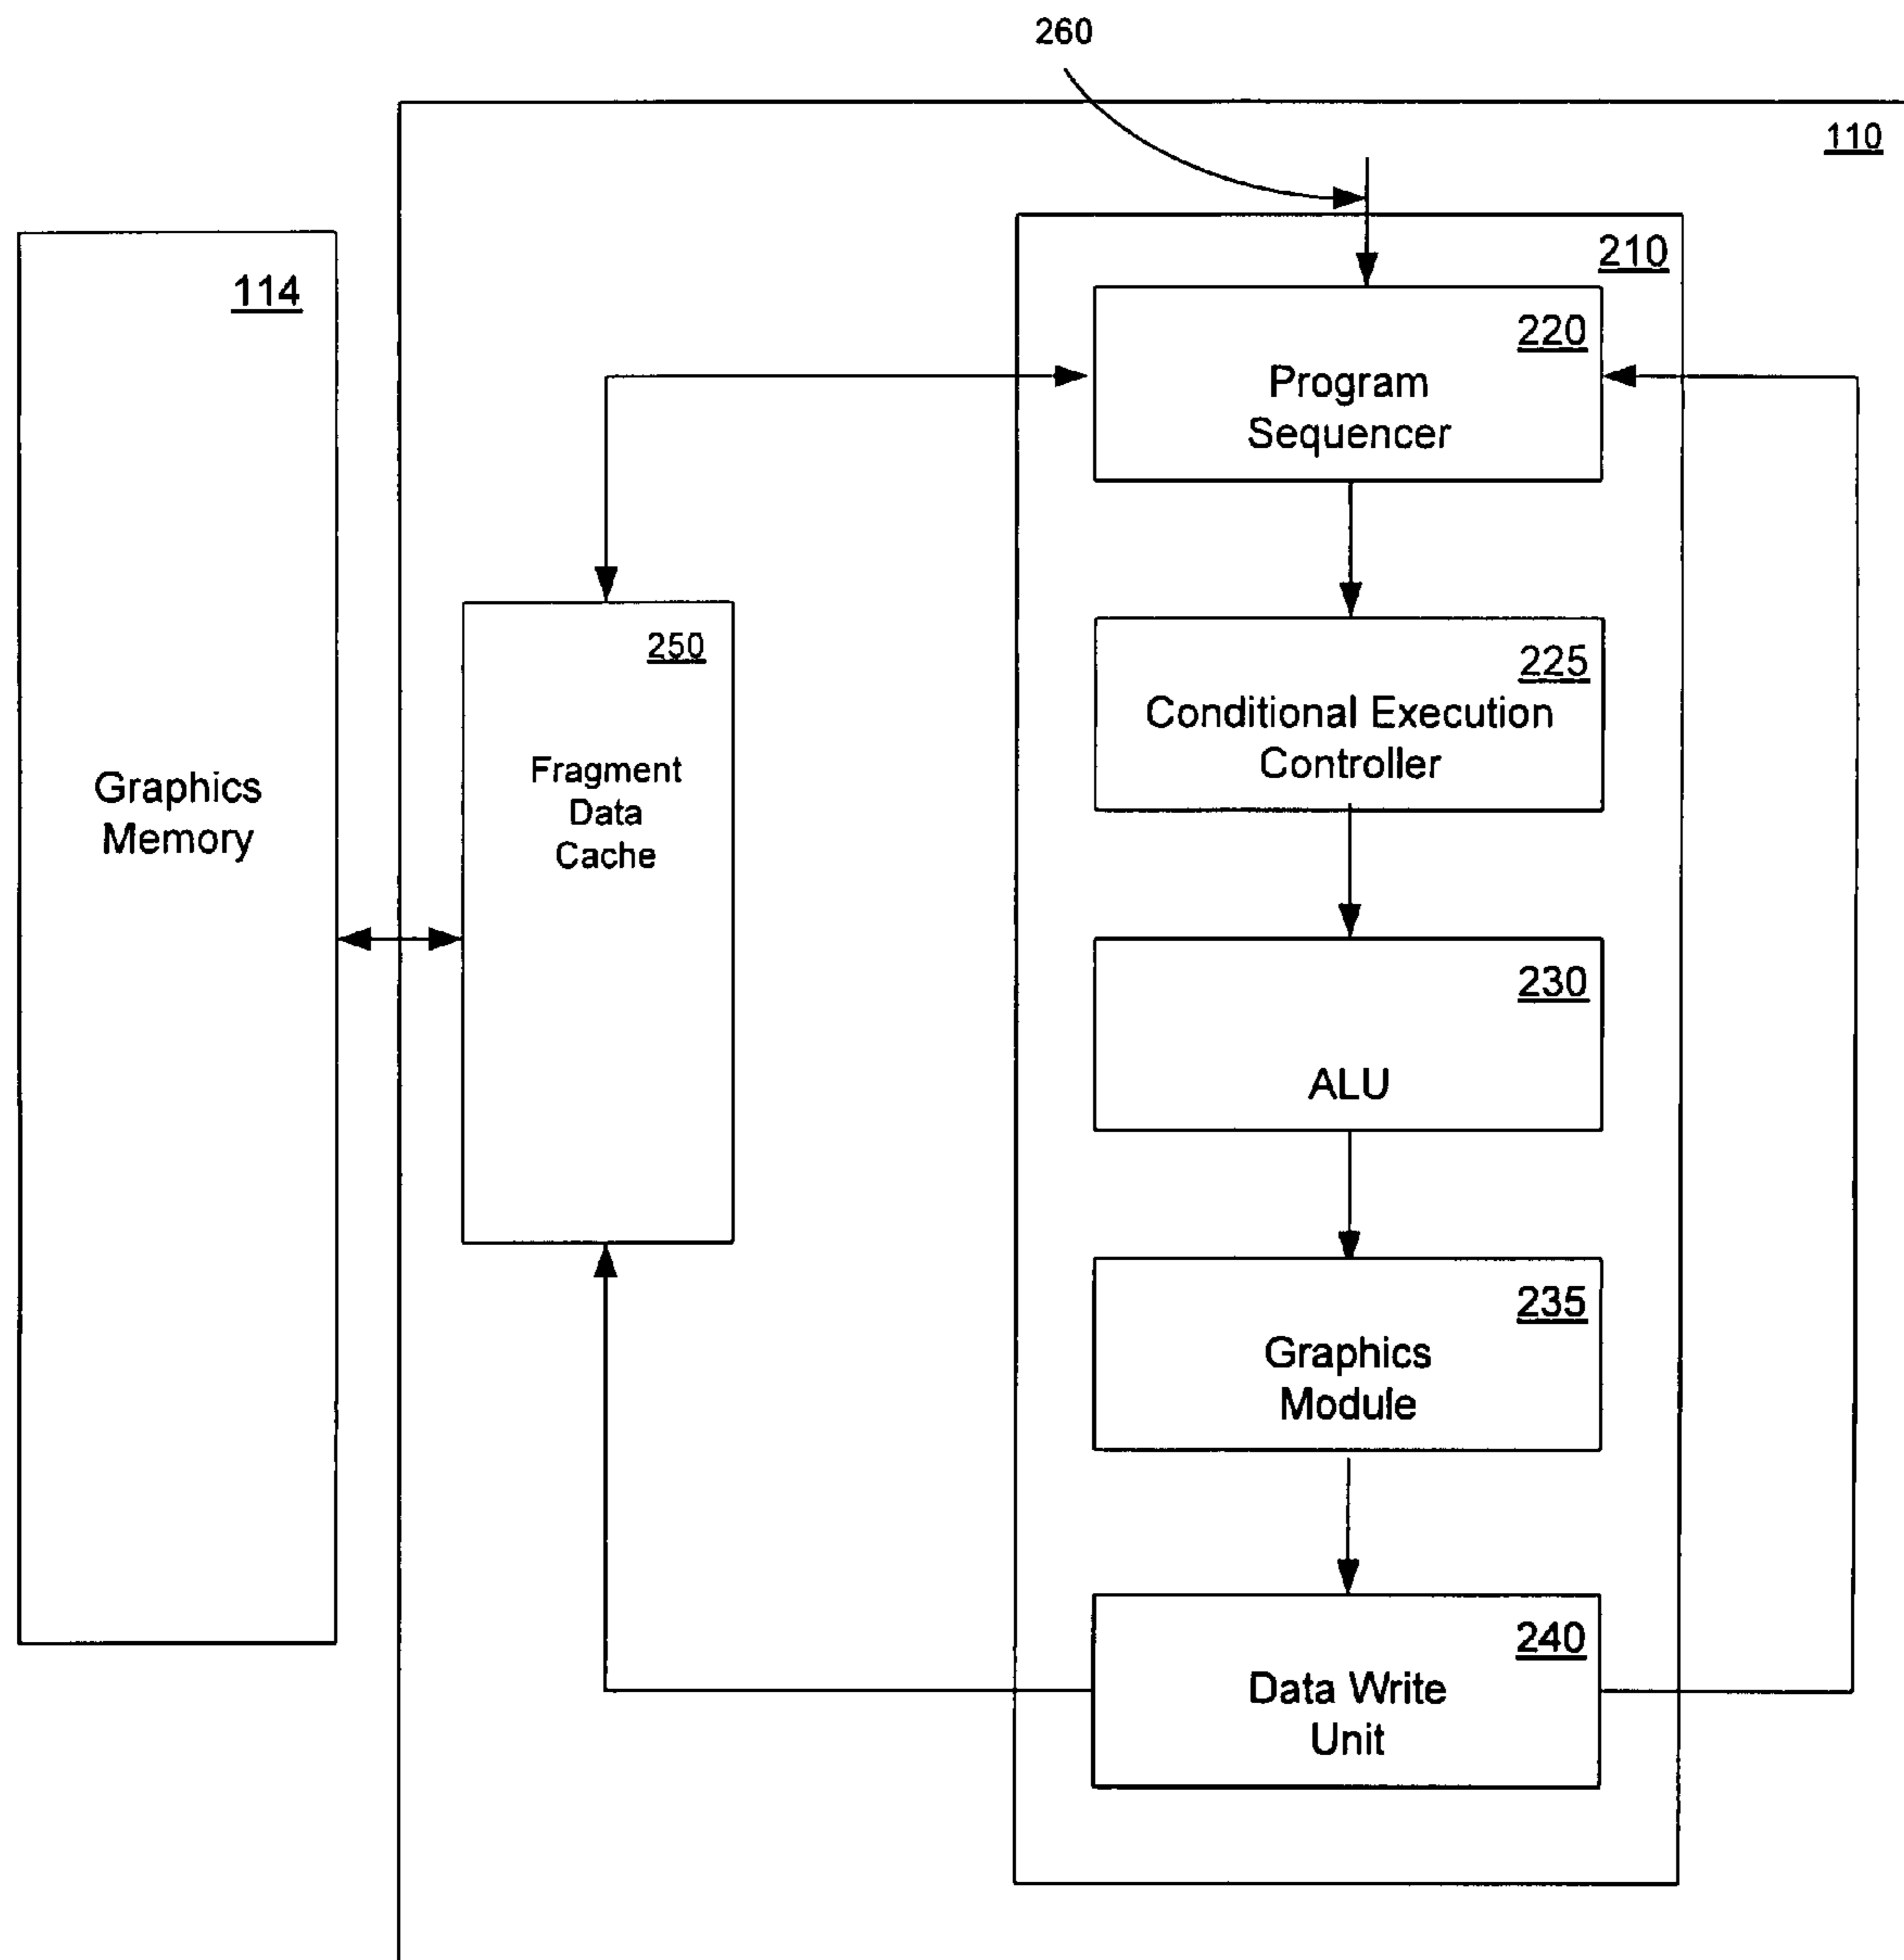 260
110
114
Graphics
Memory
250
Fragment
Data
Cache
210
220
Program
Sequencer
225
Conditional Execution
Controller
230
ALU
235
Graphics
Module
240
Data Write
Unit